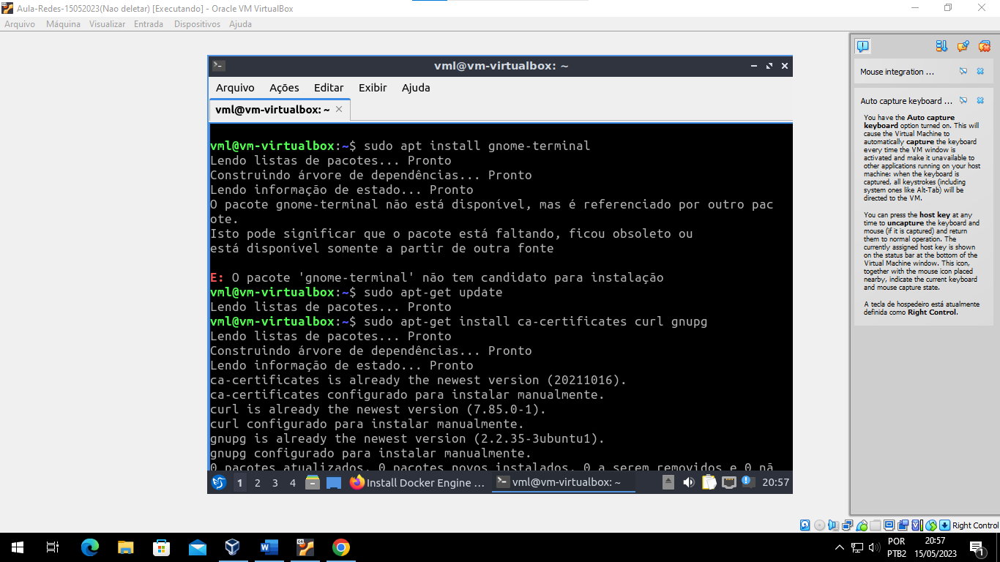 Aula-Redes-15052023(Nao deletar) [Executando] - Oracle VM VirtualBox
Arquivo Máquina Visualizar Entrada Dispositivos Ajuda
vml@vm-virtualbox: ~
Arquivo Ações Editar Exibir Ajuda
vml@vm-virtualbox: ~
vml@vm-virtualbox:~$ sudo apt install gnome-terminal
Lendo listas de pacotes... Pronto
Construindo árvore de dependências... Pronto
Lendo informação de estado... Pronto
O pacote gnome-terminal não está disponível, mas é referenciado por outro pac
ote.
Isto pode significar que o pacote está faltando, ficou obsoleto ou
está disponível somente a partir de outra fonte
E: O pacote 'gnome-terminal' não tem candidato para instalação
vml@vm-virtualbox:~$ sudo apt-get update
Lendo listas de pacotes... Pronto
vml@vm-virtualbox:~$ sudo apt-get install ca-certificates curl gnupg
Lendo listas de pacotes... Pronto
Construindo árvore de dependências... Pronto
Lendo informação de estado... Pronto
ca-certificates is already the newest version (20211016).
ca-certificates configurado para instalar manualmente.
curl is already the newest version (7.85.0-1).
curl configurado para instalar manualmente.
gnupg is already the newest version (2.2.35-3ubuntu1).
gnupg configurado para instalar manualmente.
0 pacotes atualizados, 0 pacotes novos instalados, 0 a serem removidos e 0 nã
1 2 3 4 Install Docker Engine ... vml@vm-virtualbox: ~ 20:57
Mouse integration ...
Auto capture keyboard ...
You have the Auto capture
keyboard option turned on. This will
cause the Virtual Machine to
automatically capture the keyboard
every time the VM window is
activated and make it unavailable to
other applications running on your host
machine: when the keyboard is
captured, all keystrokes (including
system ones like Alt-Tab) will be
directed to the VM.
You can press the host key at any
time to uncapture the keyboard and
mouse (if it is captured) and return
them to normal operation. The
currently assigned host key is shown
on the status bar at the bottom of the
Virtual Machine window. This icon,
together with the mouse icon placed
nearby, indicate the current keyboard
and mouse capture state.
A tecla de hospedeiro está atualmente
definida como Right Control.
Right Control
POR
PTB2
20:57
15/05/2023
1